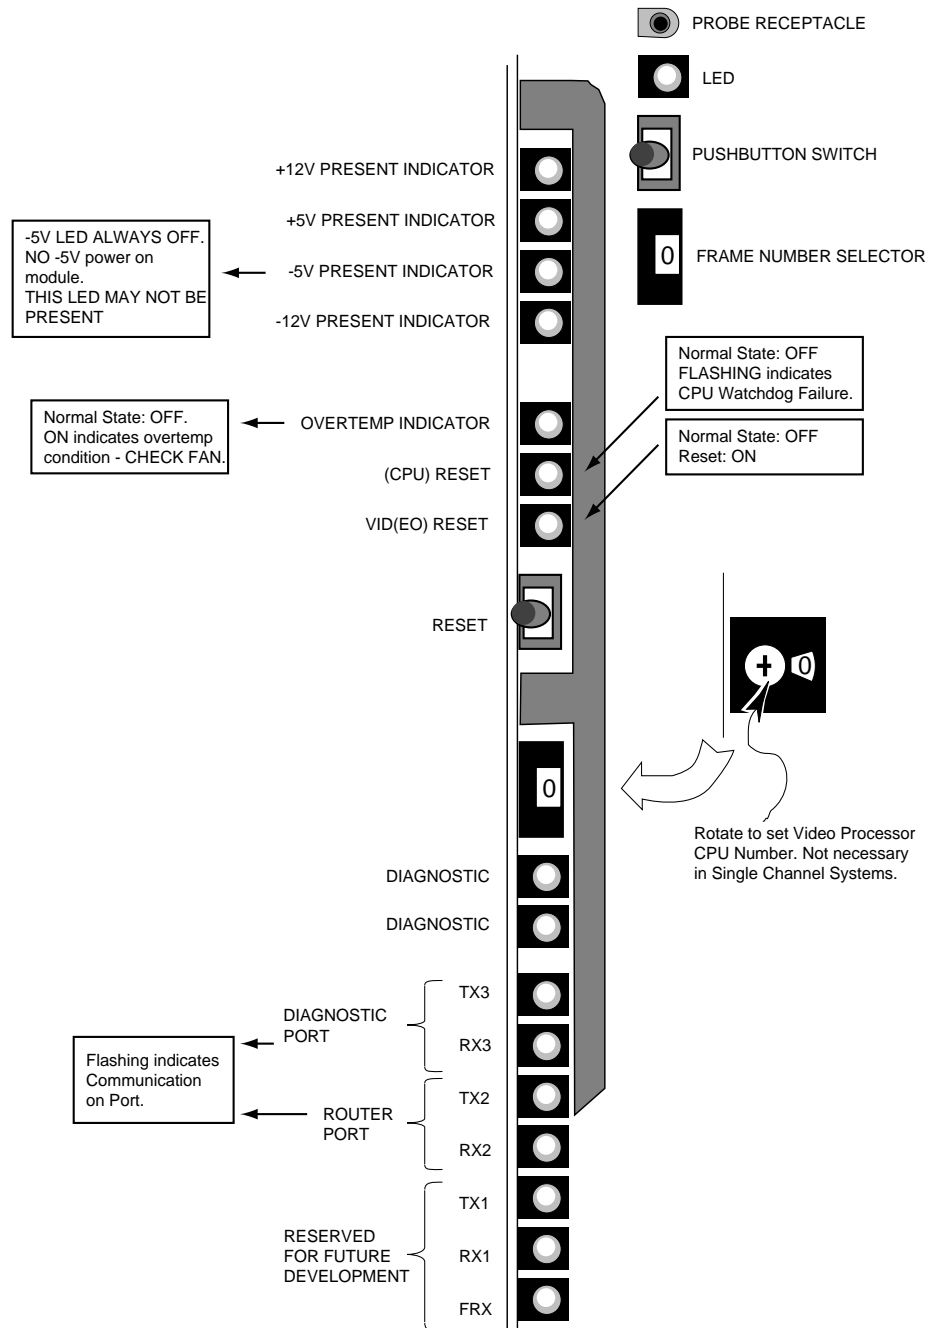 PROBE RECEPTACLE
LED
PUSHBUTTON SWITCH
0
FRAME NUMBER SELECTOR
+12V PRESENT INDICATOR
+5V PRESENT INDICATOR
-5V PRESENT INDICATOR
-12V PRESENT INDICATOR
-5V LED ALWAYS OFF.
NO -5V power on
module.
THIS LED MAY NOT BE
PRESENT
Normal State: OFF
FLASHING indicates
CPU Watchdog Failure.
Normal State: OFF
Reset: ON
Normal State: OFF.
ON indicates overtemp
condition - CHECK FAN.
OVERTEMP INDICATOR
(CPU) RESET
VID(EO) RESET
RESET
0
0
Rotate to set Video Processor
CPU Number. Not necessary
in Single Channel Systems.
DIAGNOSTIC
DIAGNOSTIC
DIAGNOSTIC
PORT
TX3
RX3
Flashing indicates
Communication
on Port.
ROUTER
PORT
TX2
RX2
RESERVED
FOR FUTURE
DEVELOPMENT
TX1
RX1
FRX